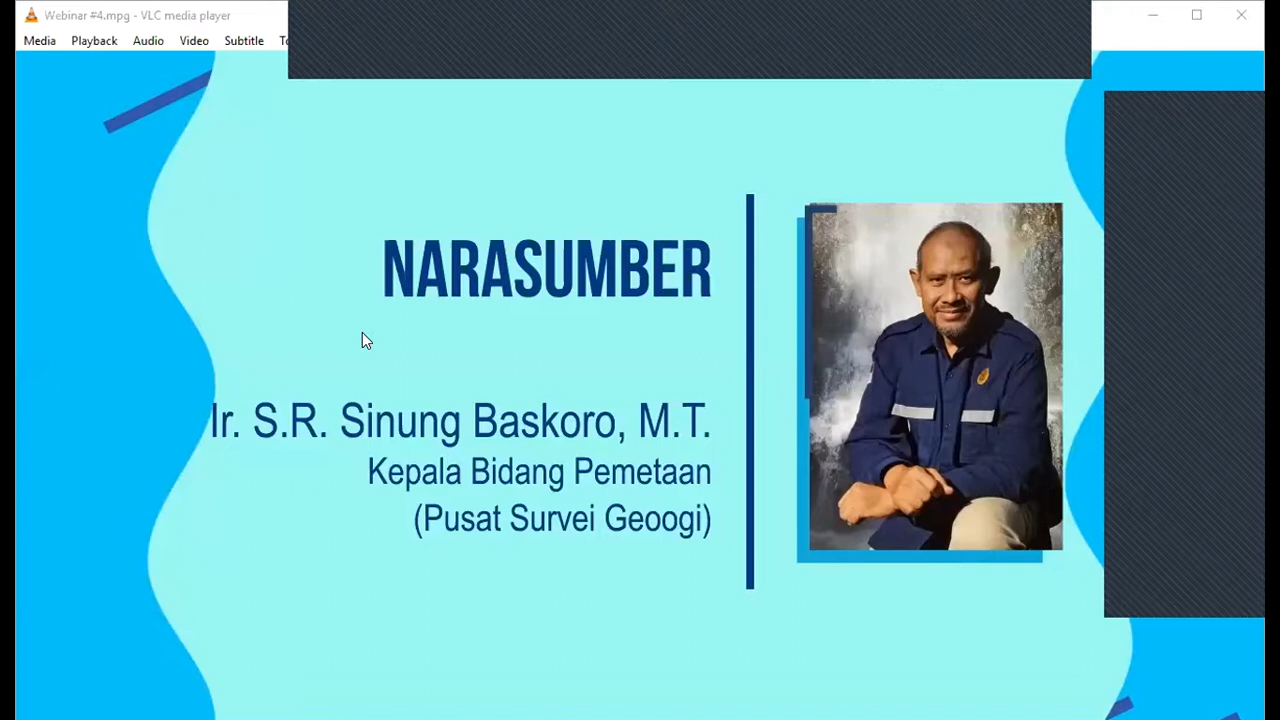 Webinar #4.mpg - VLC media player
Media Playback Audio Video Subtitle
NARASUMBER
Ir. S.R. Sinung Baskoro, M.T.
Kepala Bidang Pemetaan
(Pusat Survei Geoogi)